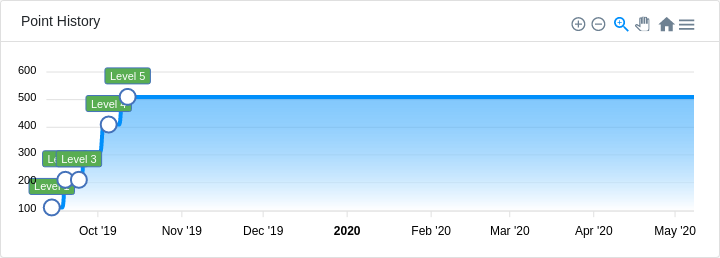 Point History
600
500
400
300
200
100
Level 5
Level 4
Level 3
Level
Oct '19
Nov '19
Dec '19
2020
Feb '20
Mar '20
Apr '20
May '20